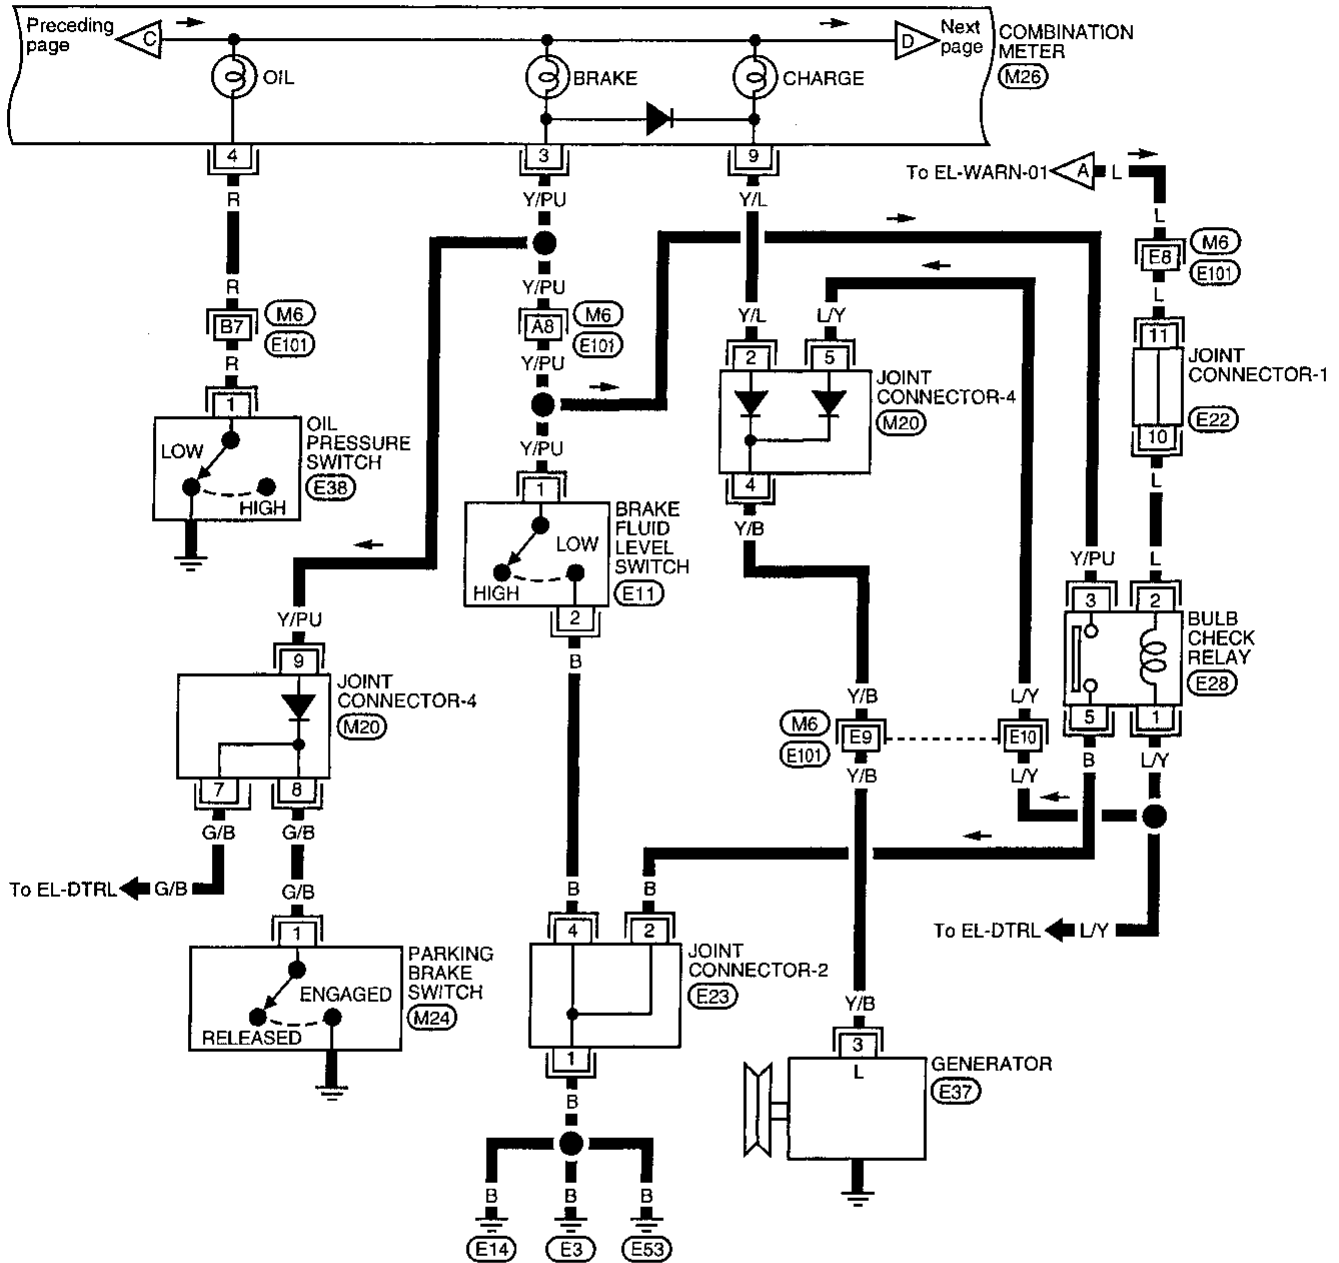 Preceding
page
C
OIL
BRAKE
CHARGE
D
Next
page
COMBINATION
METER
M26
4
3
9
To EL-WARN-01
A
L
R
Y/PU
Y/L
L
M6
E8
E101
L
R
Y/PU
Y/L
L/Y
B7
M6
E101
A8
M6
E101
11
JOINT
CONNECTOR-1
E22
10
R
Y/PU
2
5
JOINT
CONNECTOR-4
M20
4
1
OIL
PRESSURE
SWITCH
E38
LOW
HIGH
Y/PU
L
1
BRAKE
FLUID
LEVEL
SWITCH
E11
LOW
HIGH
2
Y/B
Y/PU
L
3
2
BULB
CHECK
RELAY
E28
5
1
Y/PU
B
9
JOINT
CONNECTOR-4
M20
7
8
Y/B
L/Y
M6
E101
E9
E10
B
L/Y
Y/B
L/Y
G/B
G/B
To EL-DTRL
G/B
G/B
B
B
To EL-DTRL
L/Y
1
PARKING
BRAKE
SWITCH
M24
ENGAGED
RELEASED
4
2
JOINT
CONNECTOR-2
E23
1
Y/B
3
L
GENERATOR
E37
B
B
B
B
E14
E3
E53